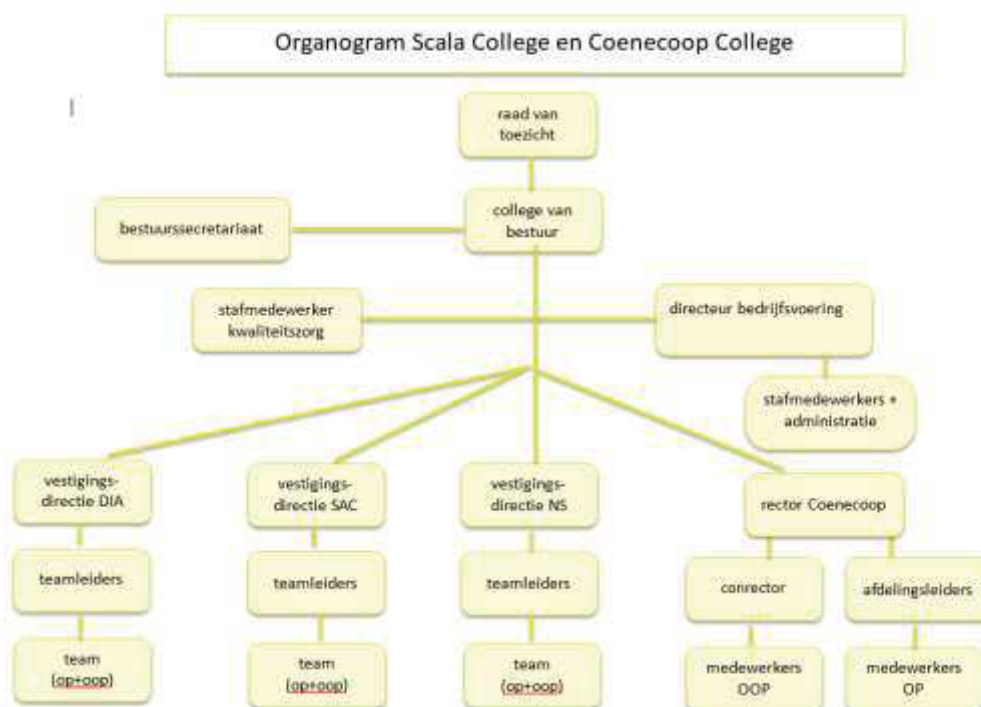 Organogram Scala College en Coenecoop College
raad van
toezicht
college van
bestuur
bestuurssecretariaat
stafmedewerker
kwaliteitszorg
directeur bedrijfsvoering
stafmedewerkers +
administratie
vestigings-
directie DIA
vestigings-
directie SAC
vestigings-
directie NS
rector Coenecoop
teamleiders
teamleiders
teamleiders
conrector
afdelingsleiders
team
(op+oop)
team
(op+oop)
team
(op+oop)
medewerkers
OOP
medewerkers
OP